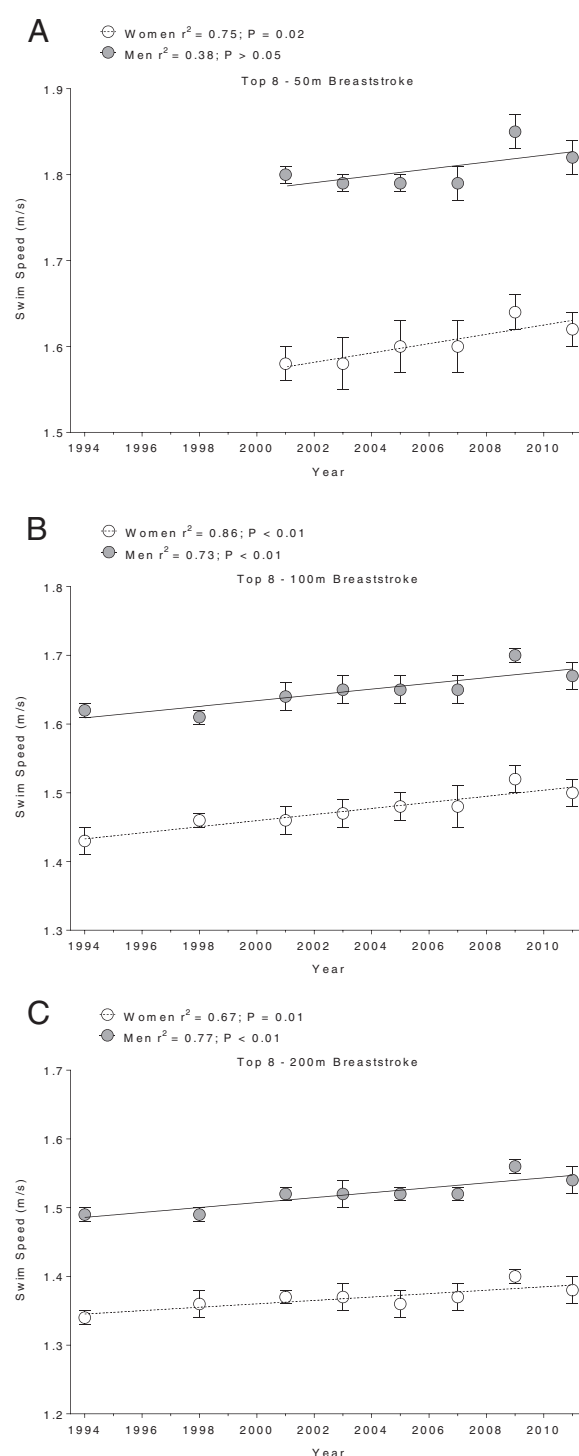 A
Women r² = 0.75; P = 0.02
Men r² = 0.38; P > 0.05
Top 8 - 50m Breaststroke
1.9
1.8
1.7
1.6
1.5
Swim Speed (m/s)
1994 1996 1998 2000 2002 2004 2006 2008 2010
Year
B
Women r² = 0.86; P < 0.01
Men r² = 0.73; P < 0.01
Top 8 - 100m Breaststroke
1.8
1.7
1.6
1.5
1.4
1.3
Swim Speed (m/s)
1994 1996 1998 2000 2002 2004 2006 2008 2010
Year
C
Women r² = 0.67; P = 0.01
Men r² = 0.77; P < 0.01
Top 8 - 200m Breaststroke
1.7
1.6
1.5
1.4
1.3
1.2
Swim Speed (m/s)
1994 1996 1998 2000 2002 2004 2006 2008 2010
Year